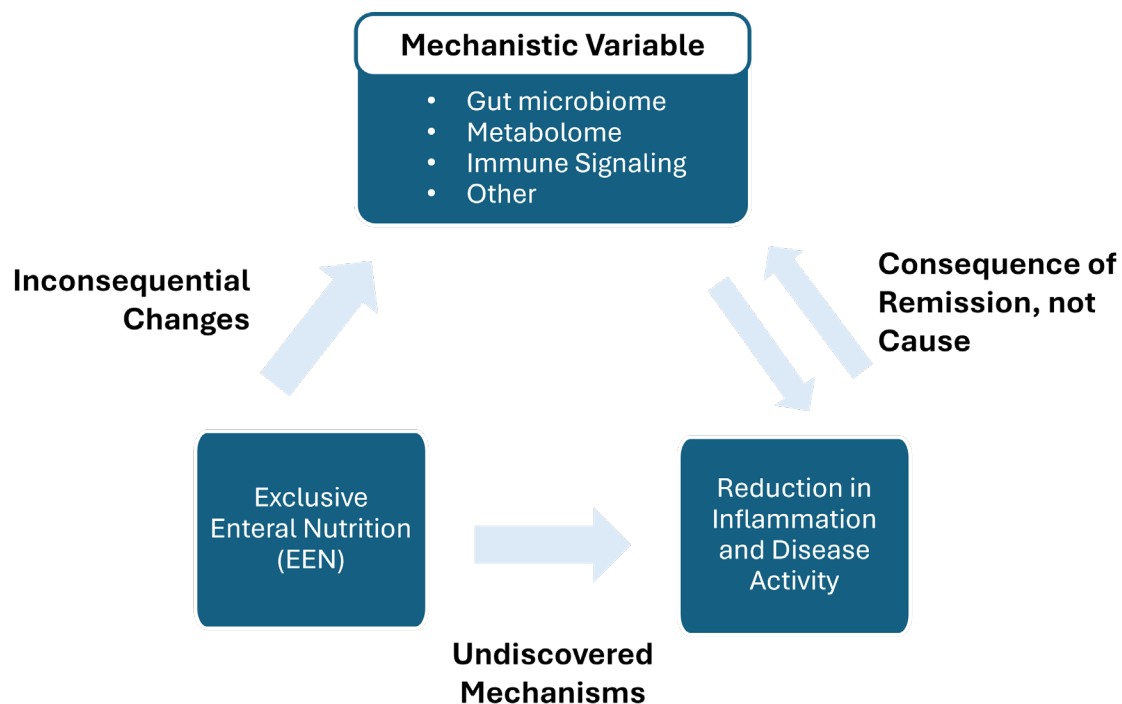 Mechanistic Variable
• Gut microbiome
• Metabolome
• Immune Signaling
• Other
Inconsequential
Changes
Consequence of
Remission, not
Cause
Exclusive
Enteral Nutrition
(EEN)
Reduction in
Inflammation
and Disease
Activity
Undiscovered
Mechanisms